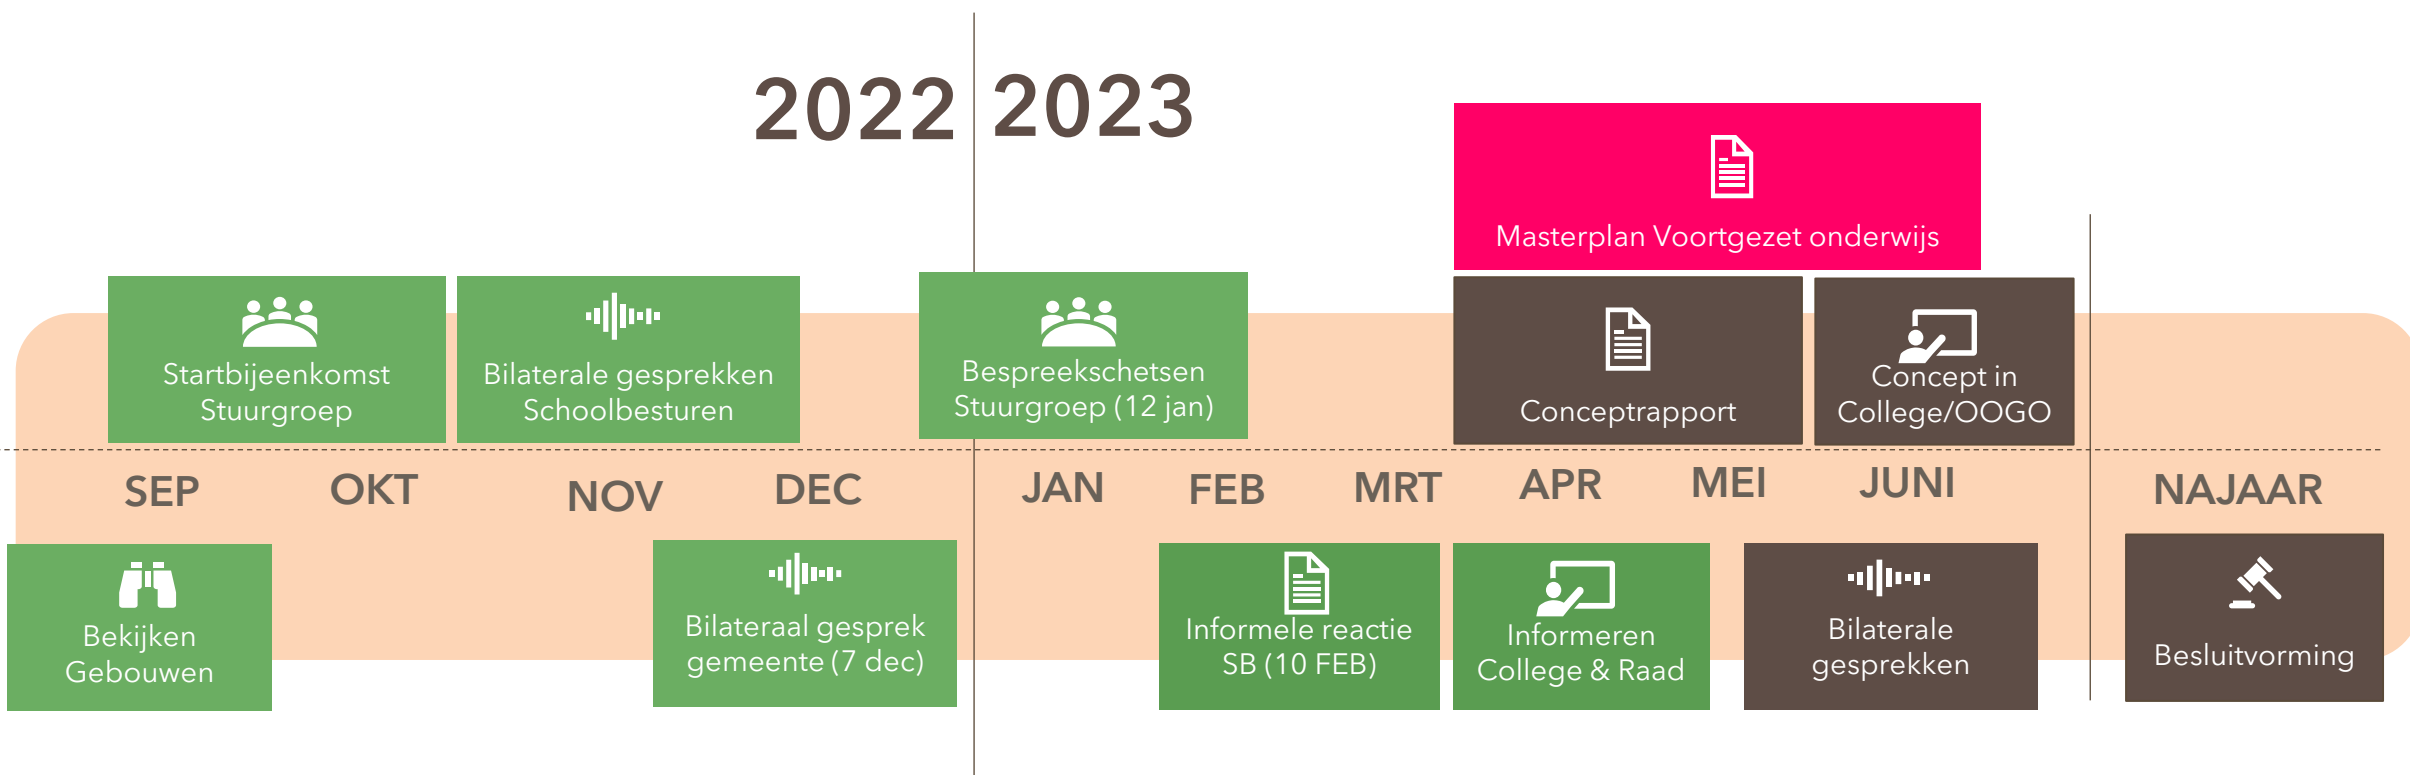 2022
2023
Masterplan Voortgezet onderwijs
Startbijeenkomst
Stuurgroep
Bilaterale gesprekken
Schoolbesturen
Bespreekschetsen
Stuurgroep (12 jan)
Conceptrapport
Concept in
College/OOGO
SEP
OKT
NOV
DEC
JAN
FEB
MRT
APR
MEI
JUNI
NAJAAR
Bekijken
Gebouwen
Bilateraal gesprek
gemeente (7 dec)
Informele reactie
SB (10 FEB)
Informeren
College & Raad
Bilaterale
gesprekken
Besluitvorming